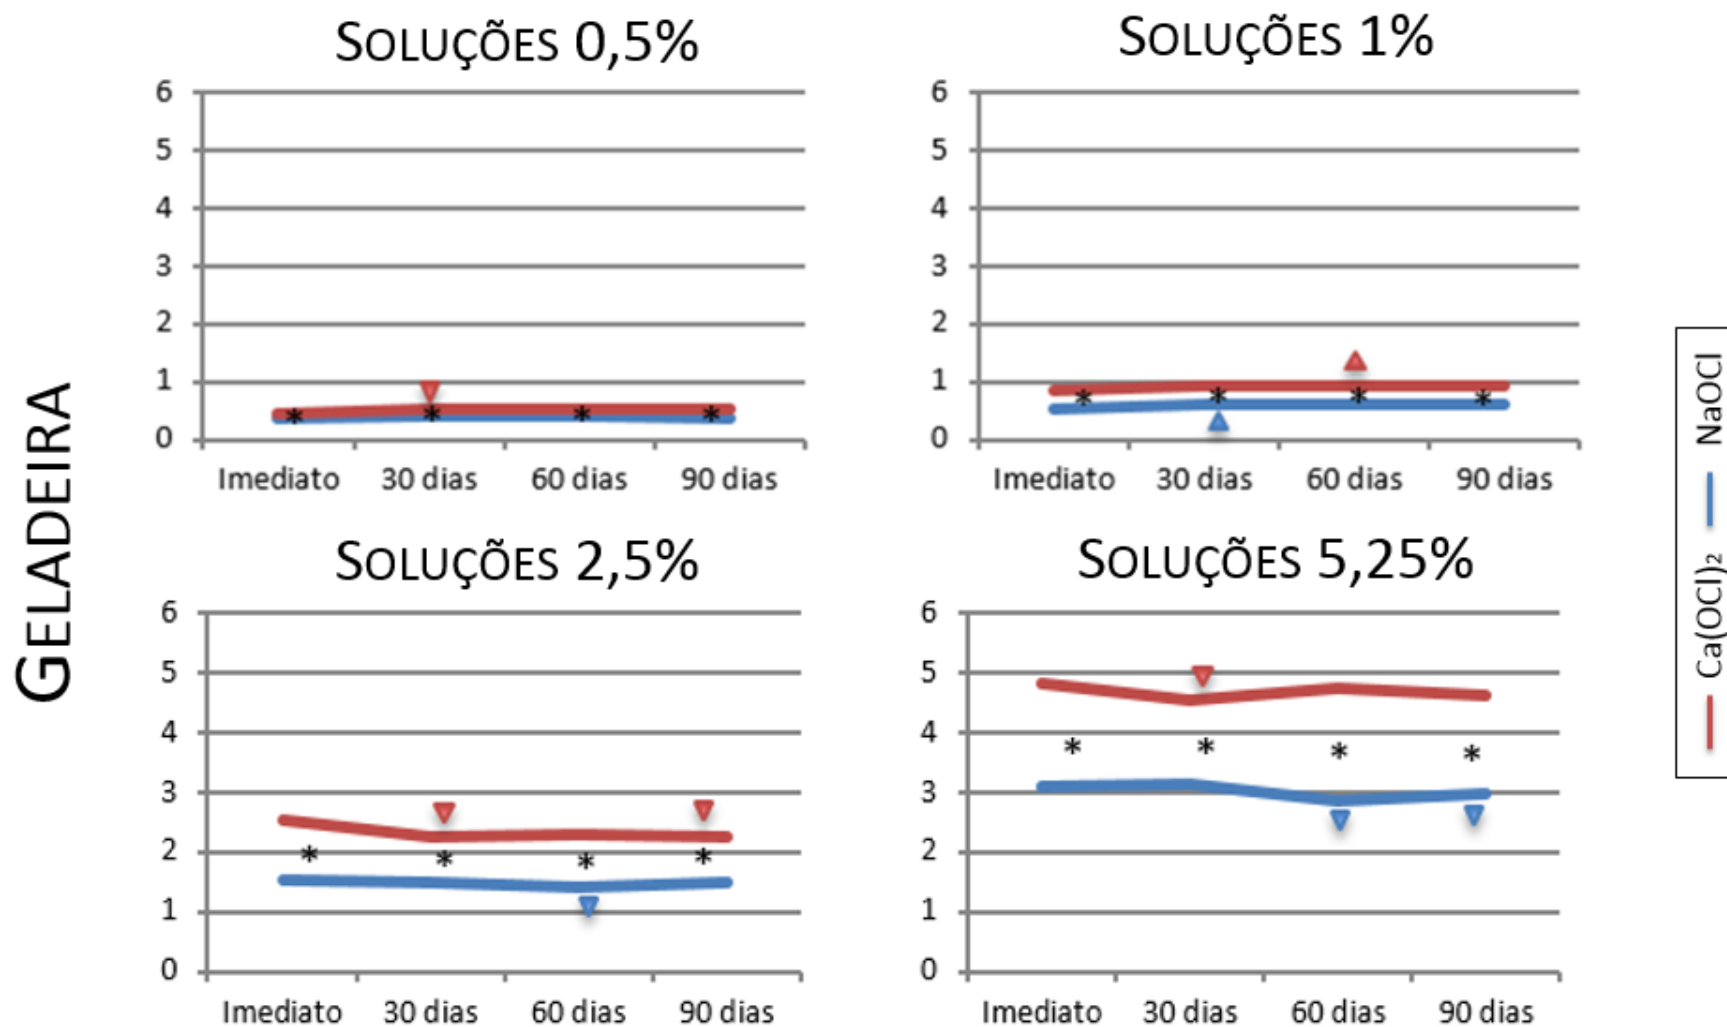 GELADEIRA
SOLUÇÕES 0,5%
6
5
4
3
2
1
0
* * * *
Imediato 30 dias 60 dias 90 dias
SOLUÇÕES 1%
6
5
4
3
2
1
0
* * * *
Imediato 30 dias 60 dias 90 dias
SOLUÇÕES 2,5%
6
5
4
3
2
1
0
* * * *
Imediato 30 dias 60 dias 90 dias
SOLUÇÕES 5,25%
6
5
4
3
2
1
0
* * * *
Imediato 30 dias 60 dias 90 dias
Ca(OCl)₂ NaOCl